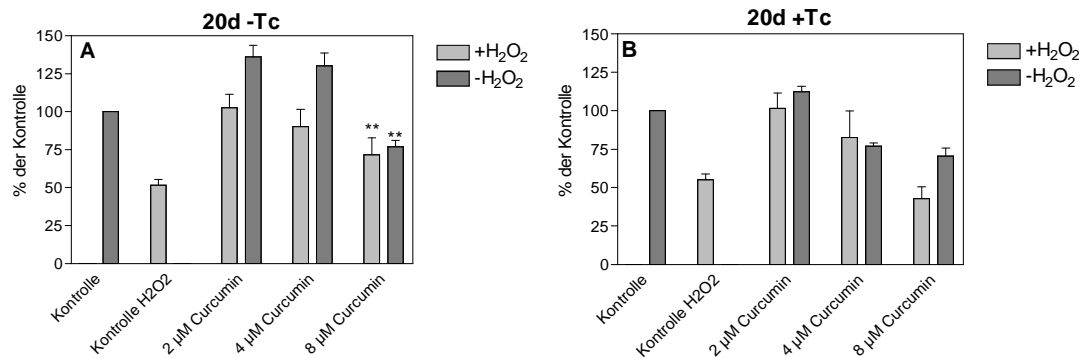 20d -Tc
A
+H₂O₂
-H₂O₂
% der Kontrolle
150
125
100
75
50
25
0
** **
Kontrolle
Kontrolle H2O2
2 µM Curcumin
4 µM Curcumin
8 µM Curcumin
20d +Tc
B
+H₂O₂
-H₂O₂
% der Kontrolle
150
125
100
75
50
25
0
Kontrolle
Kontrolle H2O2
2 µM Curcumin
4 µM Curcumin
8 µM Curcumin